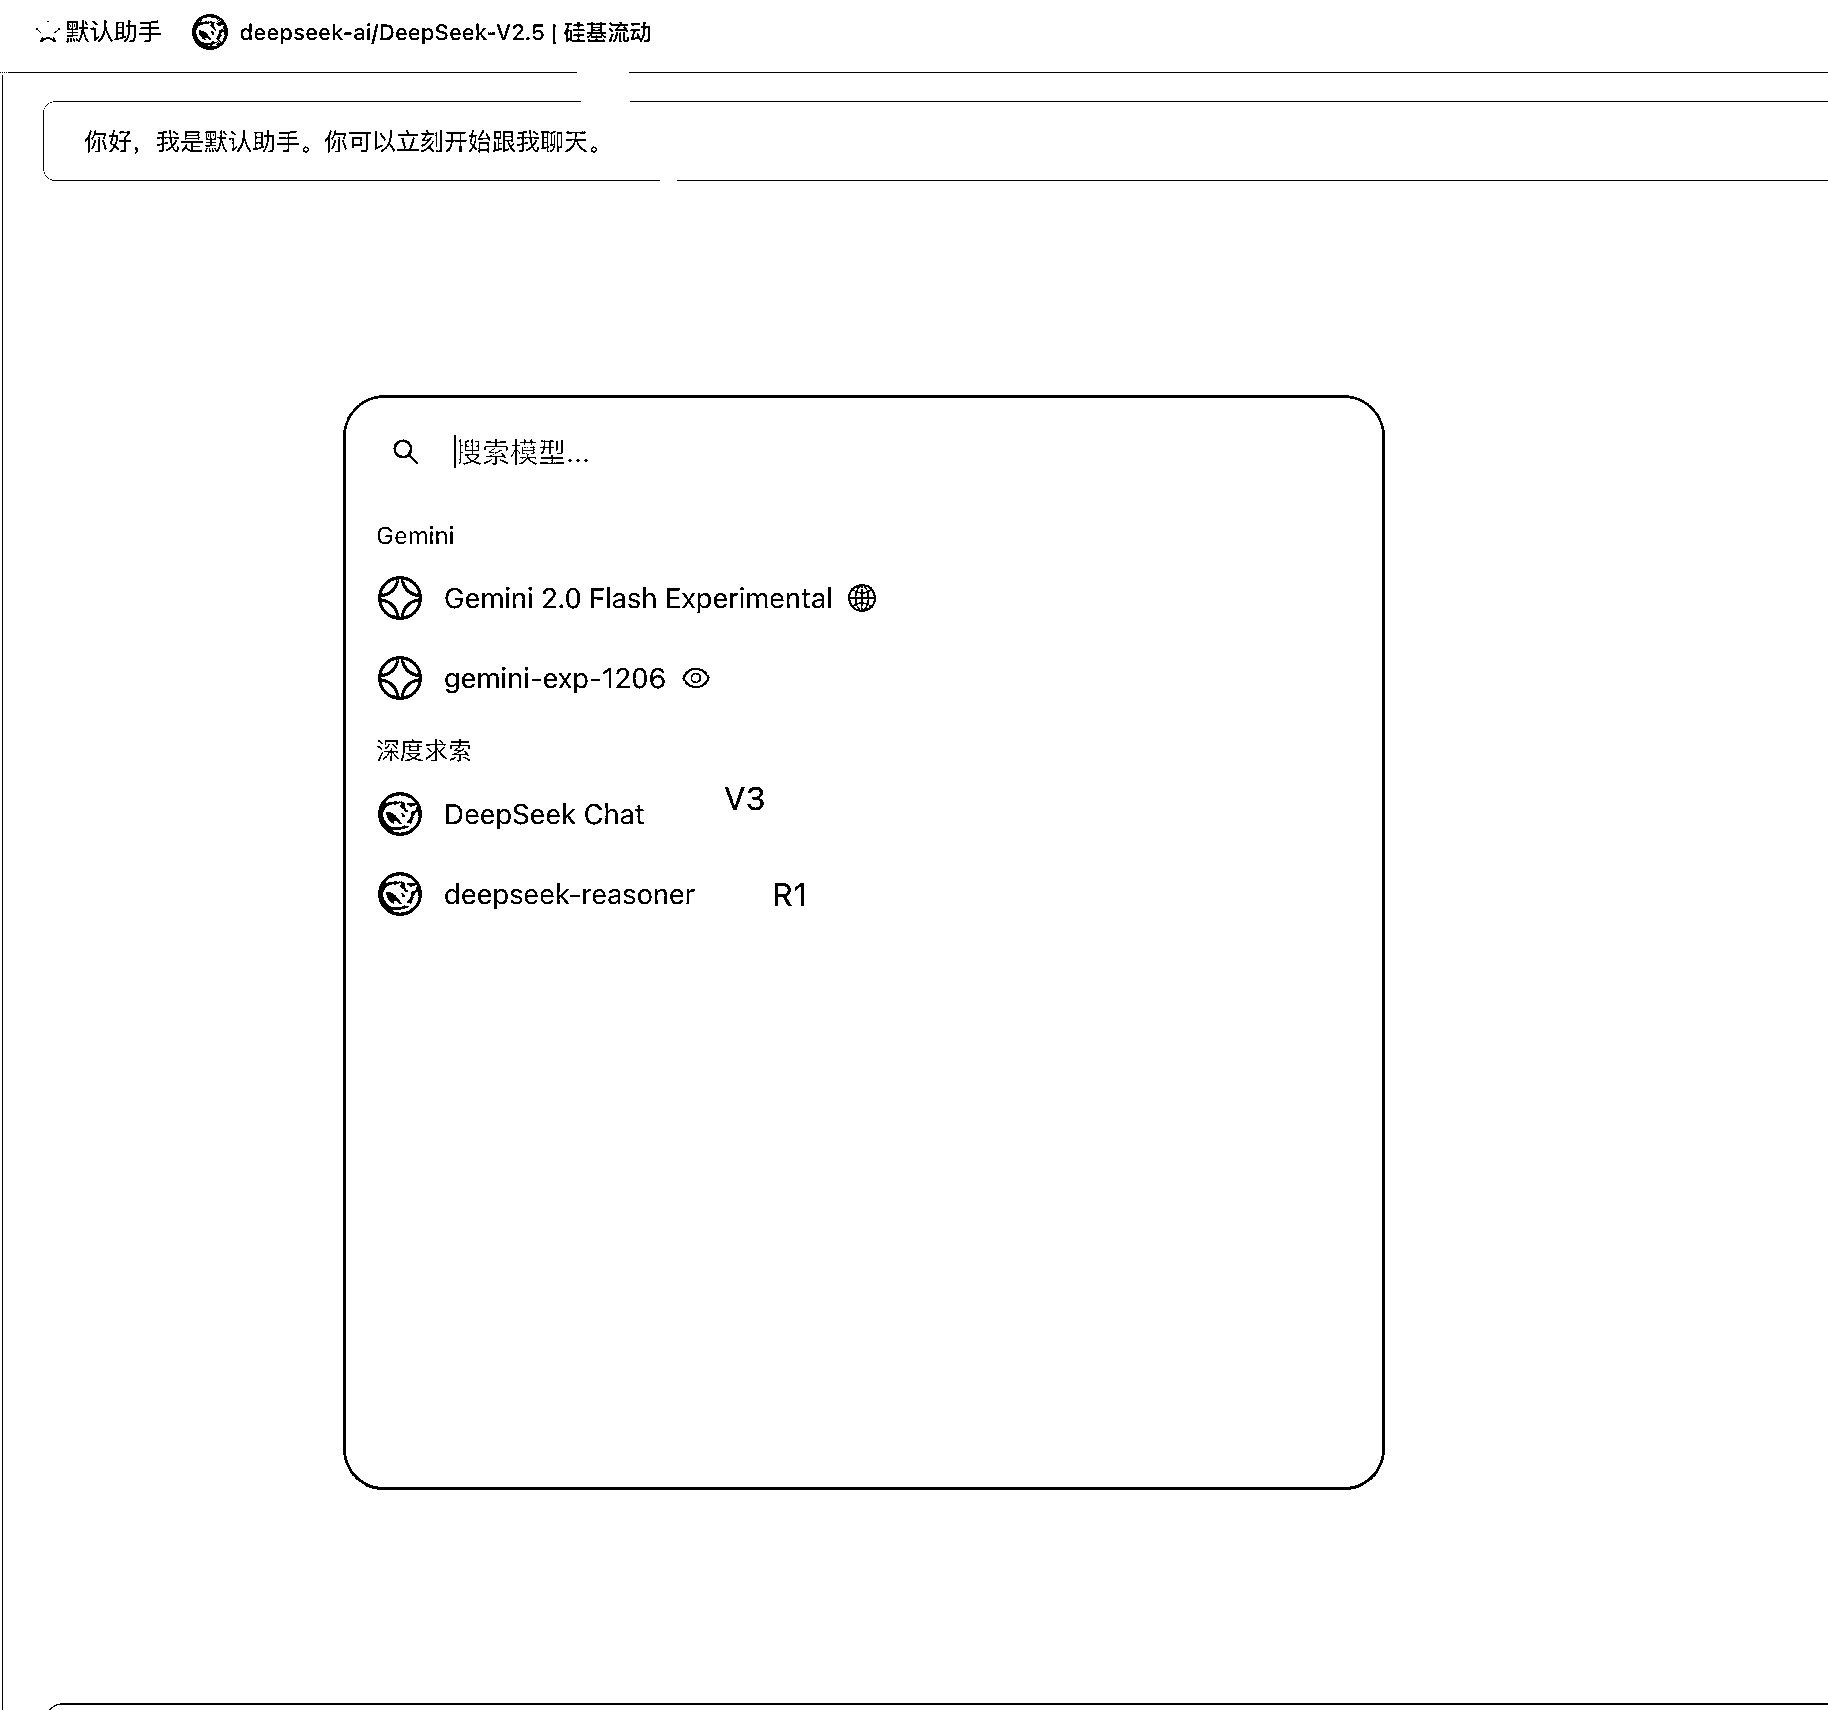 默认助手 deepseek-ai/DeepSeek-V2.5 | 硅基流动
你好，我是默认助手。你可以立刻开始跟我聊天。
搜索模型...
Gemini
Gemini 2.0 Flash Experimental
gemini-exp-1206
深度求索
DeepSeek Chat V3
deepseek-reasoner R1